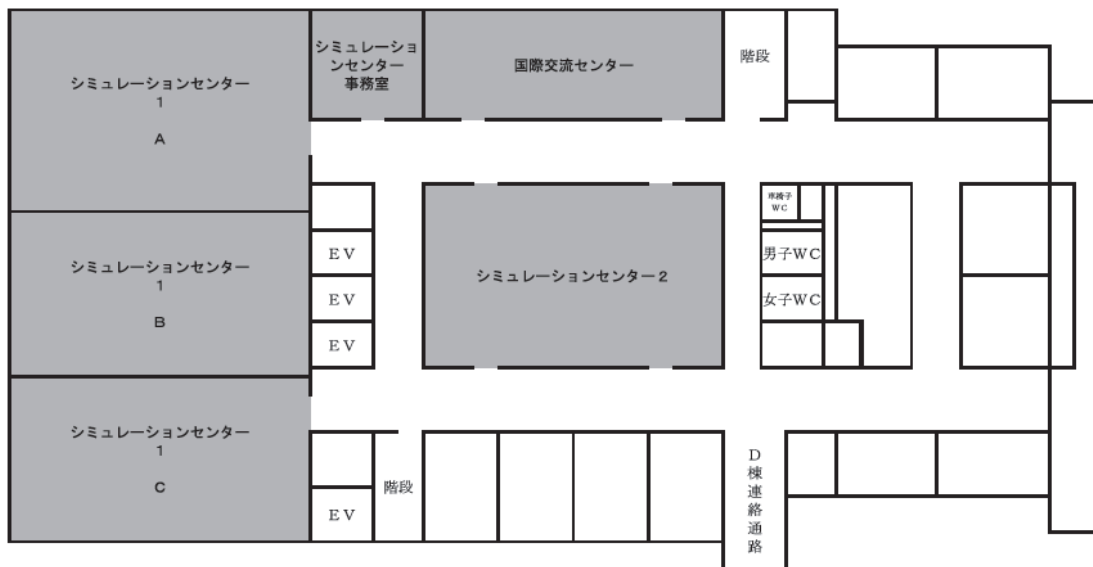 シミュレーションセンター
1
A
シミュレーショ
ンセンター
事務室
国際交流センター
階段
シミュレーションセンター
1
B
EV
EV
EV
シミュレーションセンター2
車椅子
WC
男子WC
女子WC
シミュレーションセンター
1
C
EV
階段
D
棟
連
絡
通
路